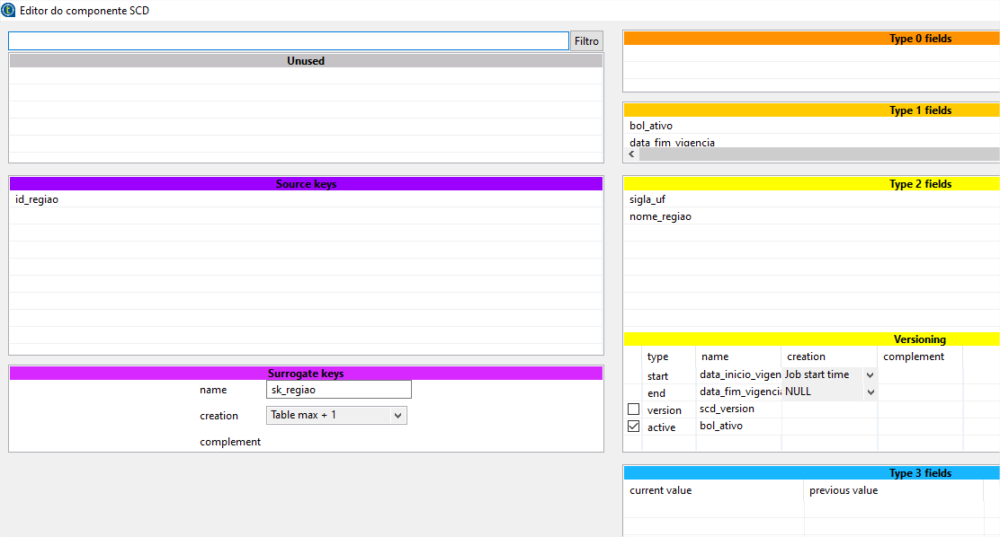 Editor do componente SCD
Filtro
Unused
Source keys
id_regiao
Surrogate keys
name sk_regiao
creation Table max + 1
complement
Type 0 fields
Type 1 fields
bol_ativo
data_fim_vigencia
Type 2 fields
sigla_uf
nome_regiao
Versioning
type name creation complement
start data_inicio_vigen Job start time
end data_fim_vigencia NULL
version scd_version
active bol_ativo
Type 3 fields
current value previous value